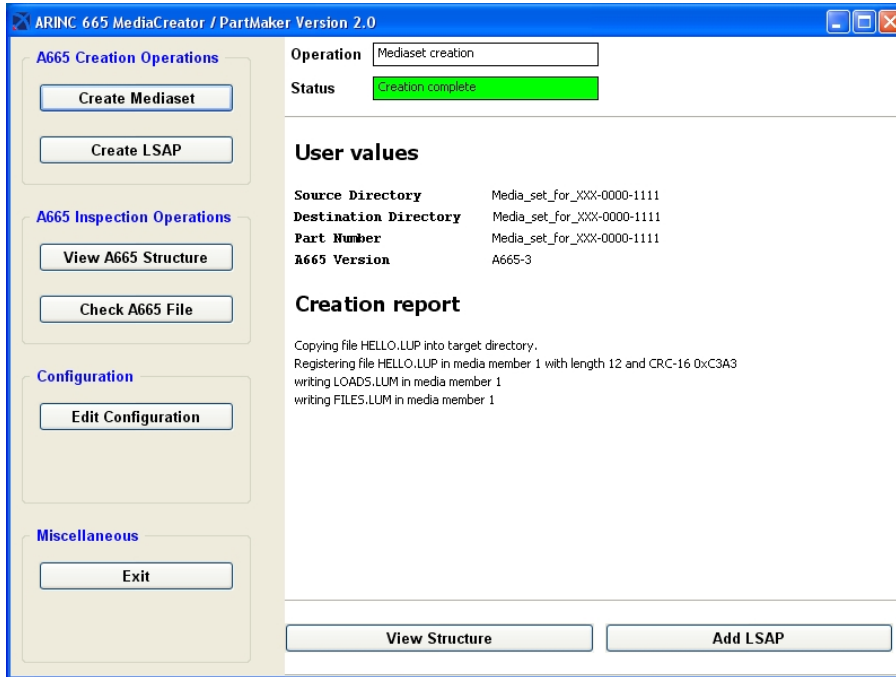 ARINC 665 MediaCreator / PartMaker Version 2.0
A665 Creation Operations
Create Mediaset
Create LSAP
A665 Inspection Operations
View A665 Structure
Check A665 File
Configuration
Edit Configuration
Miscellaneous
Exit
Operation Mediaset creation
Status Creation complete
User values
Source Directory Media_set_for_XXX-0000-1111
Destination Directory Media_set_for_XXX-0000-1111
Part Number Media_set_for_XXX-0000-1111
A665 Version A665-3
Creation report
Copying file HELLO.LUP into target directory.
Registering file HELLO.LUP in media member 1 with length 12 and CRC-16 0xC3A3
writing LOADS.LUM in media member 1
writing FILES.LUM in media member 1
View Structure Add LSAP